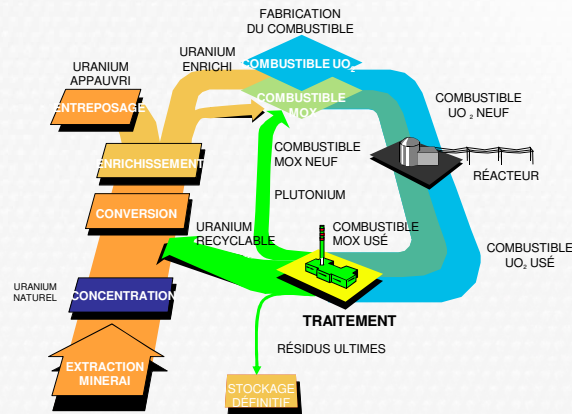 FABRICATION
DU COMBUSTIBLE
URANIUM
ENRICHI
COMBUSTIBLE UO₂
URANIUM
APPAUVRI
COMBUSTIBLE
MOX
ENTREPOSAGE
COMBUSTIBLE
UO₂ NEUF
COMBUSTIBLE
MOX NEUF
ENRICHISSEMENT
RÉACTEUR
PLUTONIUM
CONVERSION
URANIUM
RECYCLABLE
COMBUSTIBLE
MOX USÉ
COMBUSTIBLE
UO₂ USÉ
URANIUM
NATUREL
CONCENTRATION
TRAITEMENT
RÉSIDUS ULTIMES
EXTRACTION
MINERAI
STOCKAGE
DÉFINITIF